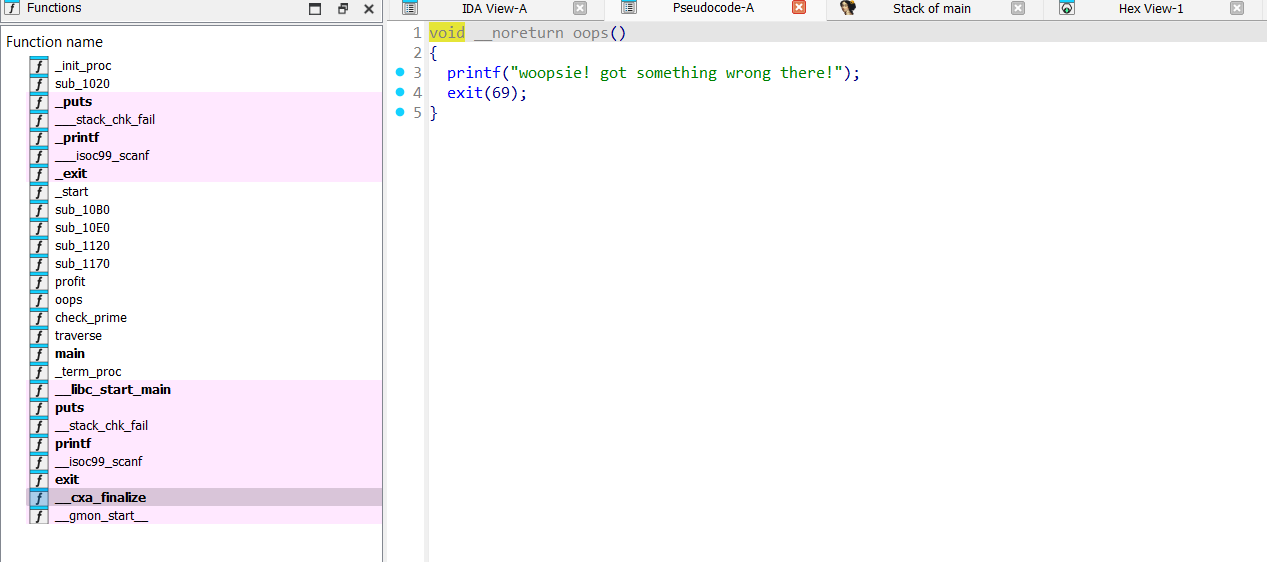 Functions
IDA View-A
Pseudocode-A
Stack of main
Hex View-1
Function name
f _init_proc
f sub_1020
f _puts
f ___stack_chk_fail
f _printf
f ___isoc99_scanf
f _exit
f _start
f sub_10B0
f sub_10E0
f sub_1120
f sub_1170
f profit
f oops
f check_prime
f traverse
f main
f _term_proc
f __libc_start_main
f puts
f __stack_chk_fail
f printf
f __isoc99_scanf
f exit
f __cxa_finalize
f __gmon_start__
1 void __noreturn oops()
2 {
3 printf("woopsie! got something wrong there!");
4 exit(69);
5 }